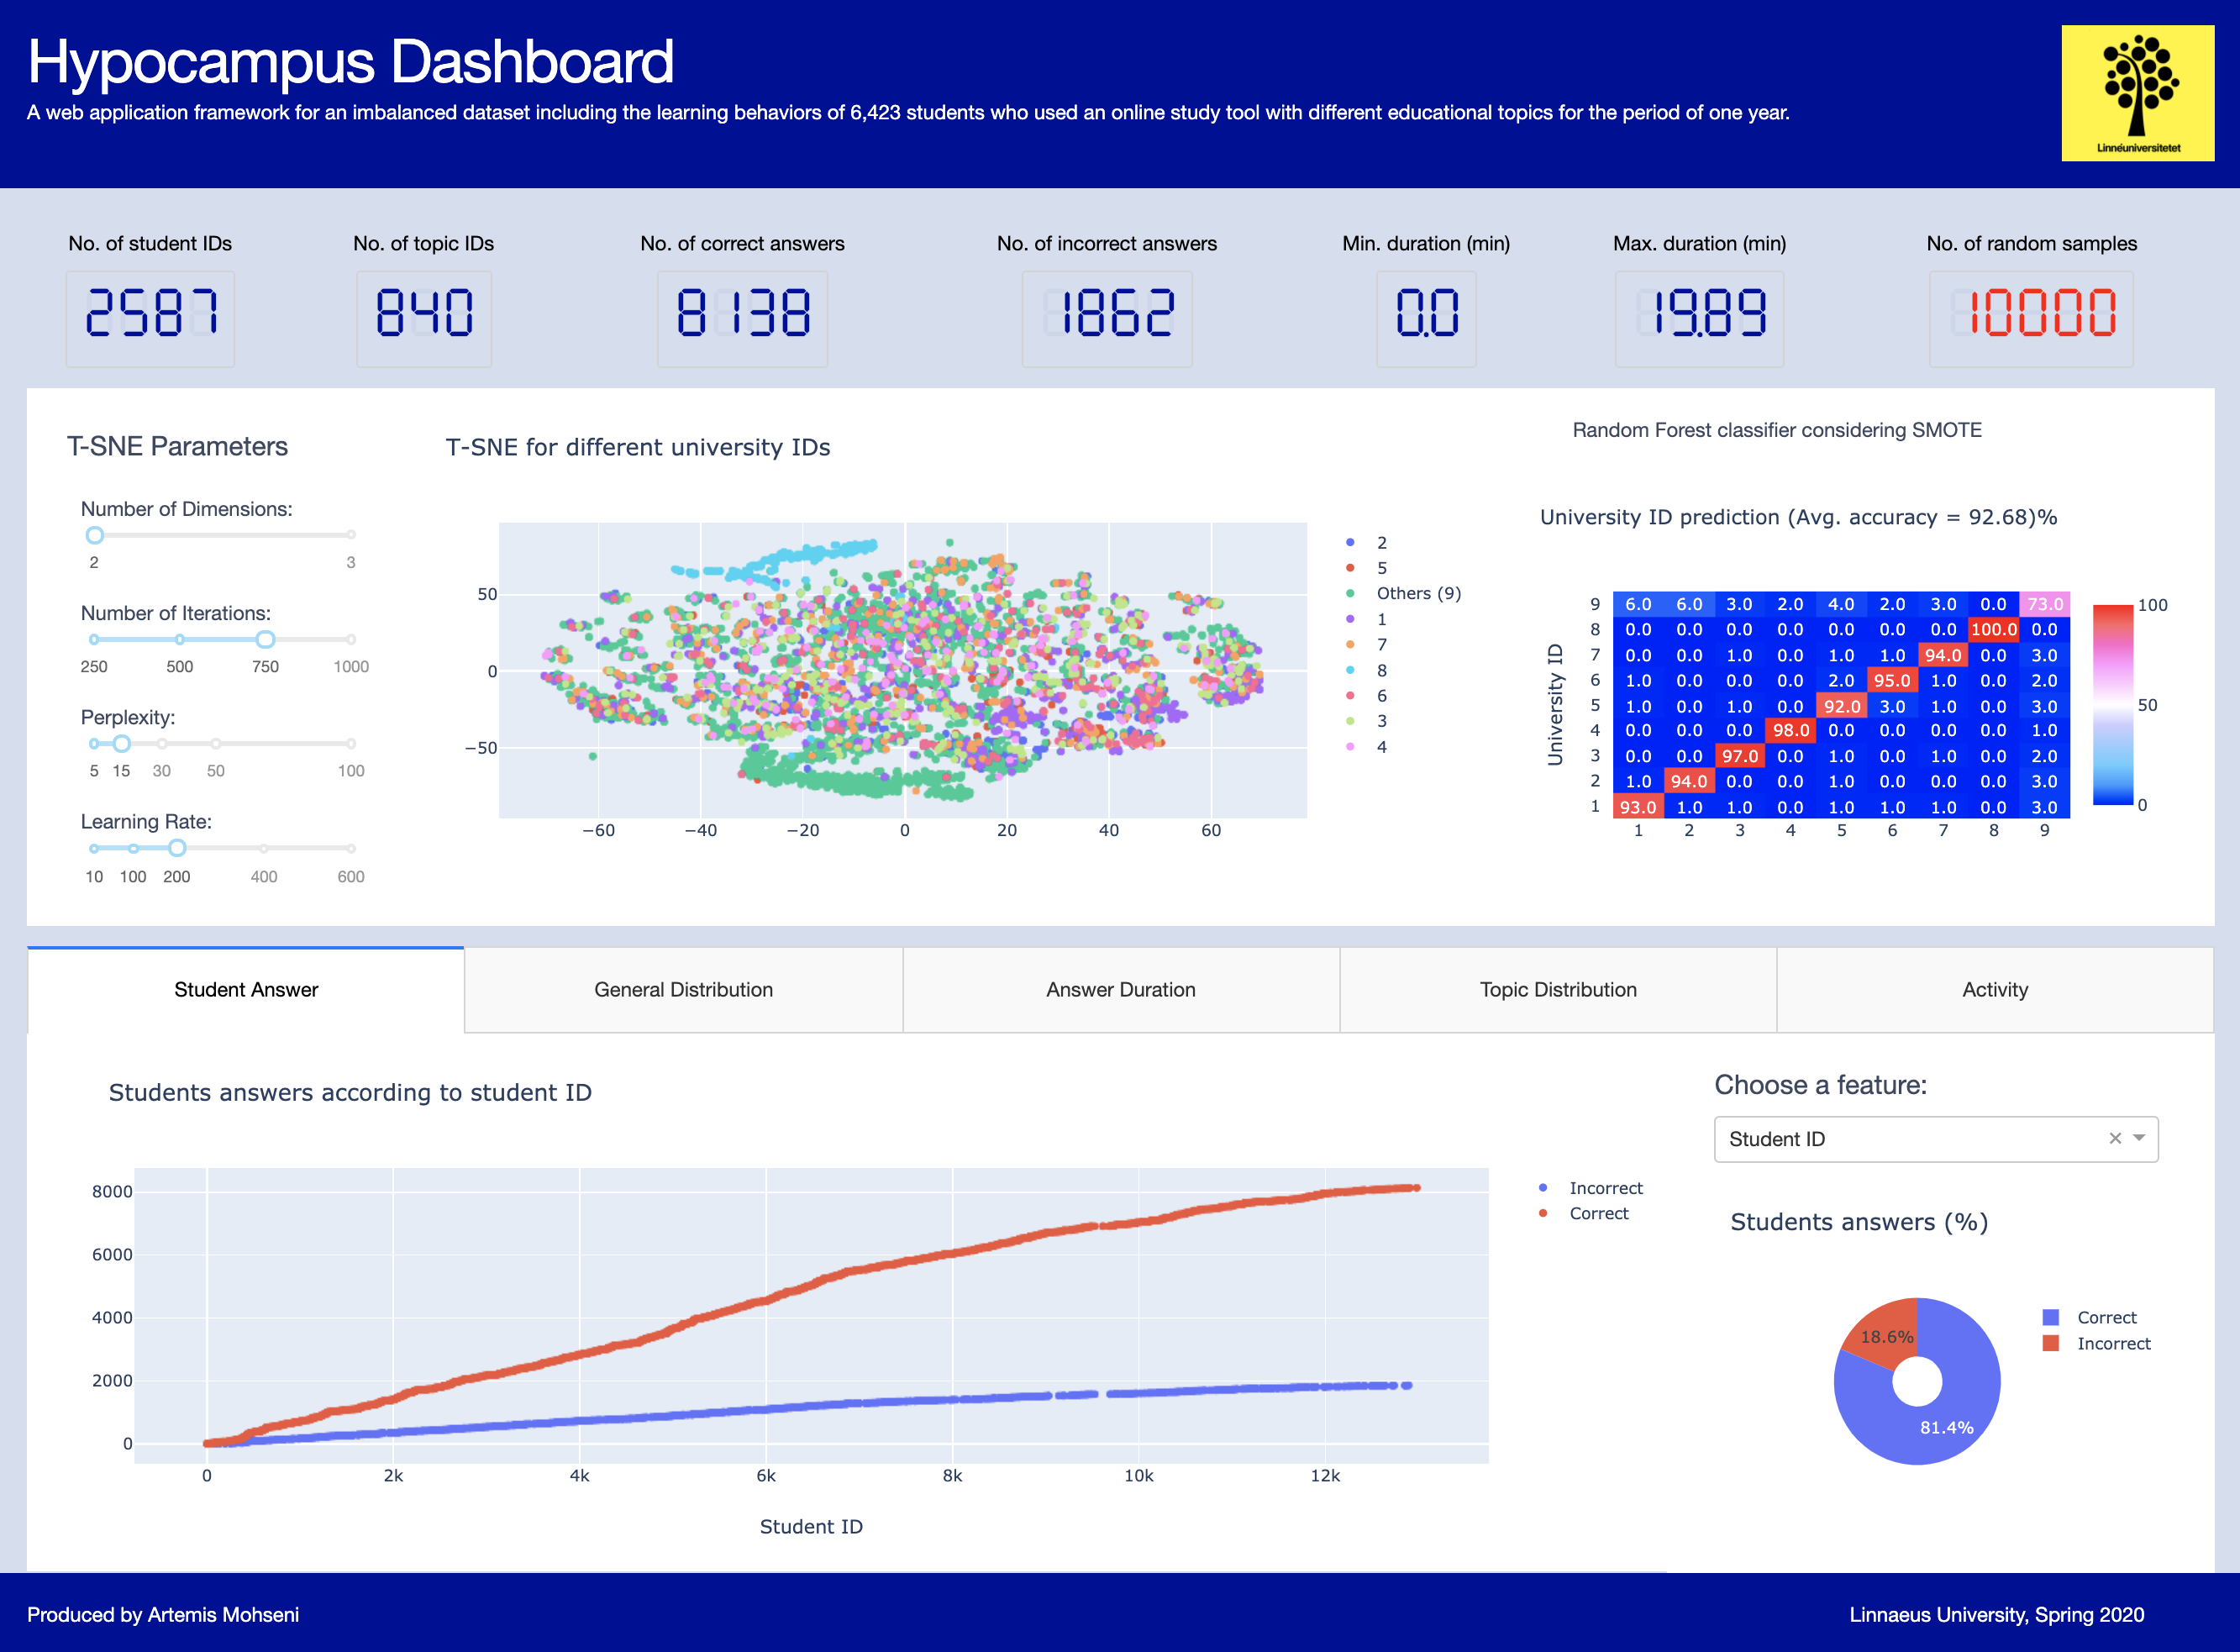 Hypocampus Dashboard
A web application framework for an imbalanced dataset including the learning behaviors of 6,423 students who used an online study tool with different educational topics for the period of one year.
Linnéuniversitetet
No. of student IDs
2587
No. of topic IDs
840
No. of correct answers
8138
No. of incorrect answers
1862
Min. duration (min)
0.0
Max. duration (min)
19.89
No. of random samples
10000
T-SNE Parameters
Number of Dimensions:
2 3
Number of Iterations:
250 500 750 1000
Perplexity:
5 15 30 50 100
Learning Rate:
10 100 200 400 600
T-SNE for different university IDs
50
0
−50
−60 −40 −20 0 20 40 60
2
5
Others (9)
1
7
8
6
3
4
Random Forest classifier considering SMOTE
University ID prediction (Avg. accuracy = 92.68)%
University ID
9 6.0 6.0 3.0 2.0 4.0 2.0 3.0 0.0 73.0
8 0.0 0.0 0.0 0.0 0.0 0.0 0.0 100.0 0.0
7 0.0 0.0 1.0 0.0 1.0 1.0 94.0 0.0 3.0
6 1.0 0.0 0.0 0.0 2.0 95.0 1.0 0.0 2.0
5 1.0 0.0 1.0 0.0 92.0 3.0 1.0 0.0 3.0
4 0.0 0.0 0.0 98.0 0.0 0.0 0.0 0.0 1.0
3 0.0 0.0 97.0 0.0 1.0 0.0 1.0 0.0 2.0
2 1.0 94.0 0.0 0.0 1.0 0.0 0.0 0.0 3.0
1 93.0 1.0 1.0 0.0 1.0 1.0 1.0 0.0 3.0
1 2 3 4 5 6 7 8 9
100
50
0
Student Answer
General Distribution
Answer Duration
Topic Distribution
Activity
Students answers according to student ID
8000
6000
4000
2000
0
0 2k 4k 6k 8k 10k 12k
Student ID
Incorrect
Correct
Choose a feature:
Student ID × 
Students answers (%)
18.6%
81.4%
Correct
Incorrect
Produced by Artemis Mohseni
Linnaeus University, Spring 2020